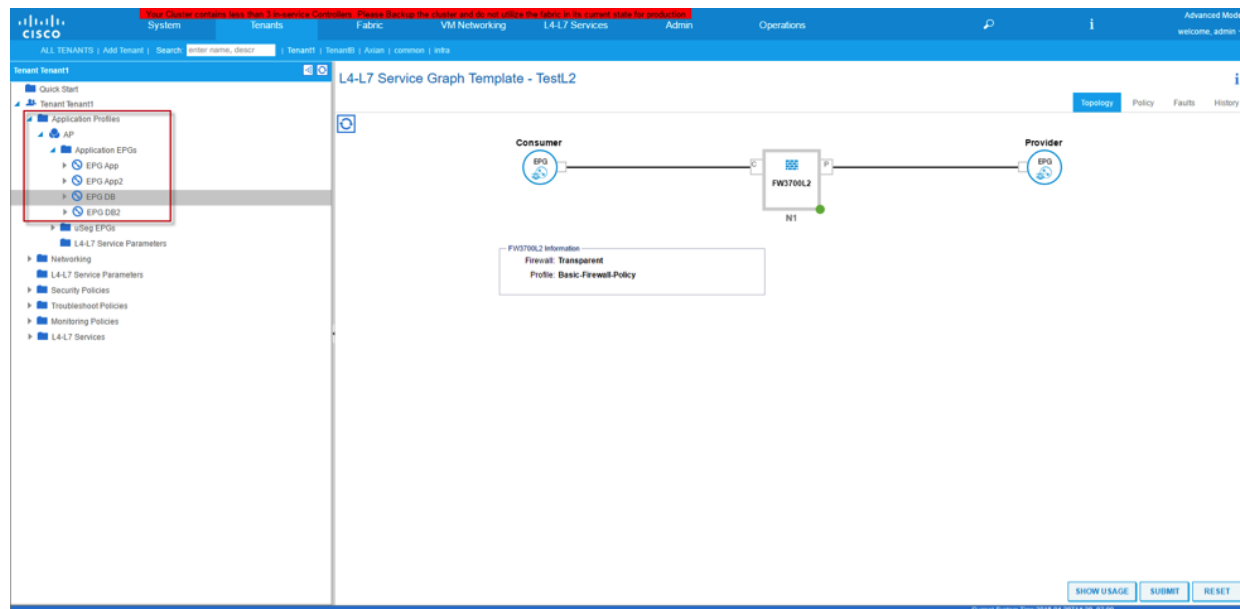 Your Cluster contains less than 3 in-service Controllers. Please Backup the cluster and do not utilize the fabric in its current state for production.
CISCO
System Tenants Fabric VM Networking L4-L7 Services Admin Operations i Advanced Mode
welcome, admin
ALL TENANTS | Add Tenant | Search: enter name, descr | Tenant1 | TenantB | Axian | common | infra
Tenant Tenant1
Quick Start
Tenant Tenant1
Application Profiles
AP
Application EPGs
EPG App
EPG App2
EPG DB
EPG DB2
uSeg EPGs
L4-L7 Service Parameters
Networking
L4-L7 Service Parameters
Security Policies
Troubleshoot Policies
Monitoring Policies
L4-L7 Services
L4-L7 Service Graph Template - TestL2
i
Topology Policy Faults History
Consumer
EPG
C
P
FW3700L2
N1
Provider
EPG
FW3700L2 Information
Firewall: Transparent
Profile: Basic-Firewall-Policy
SHOW USAGE SUBMIT RESET